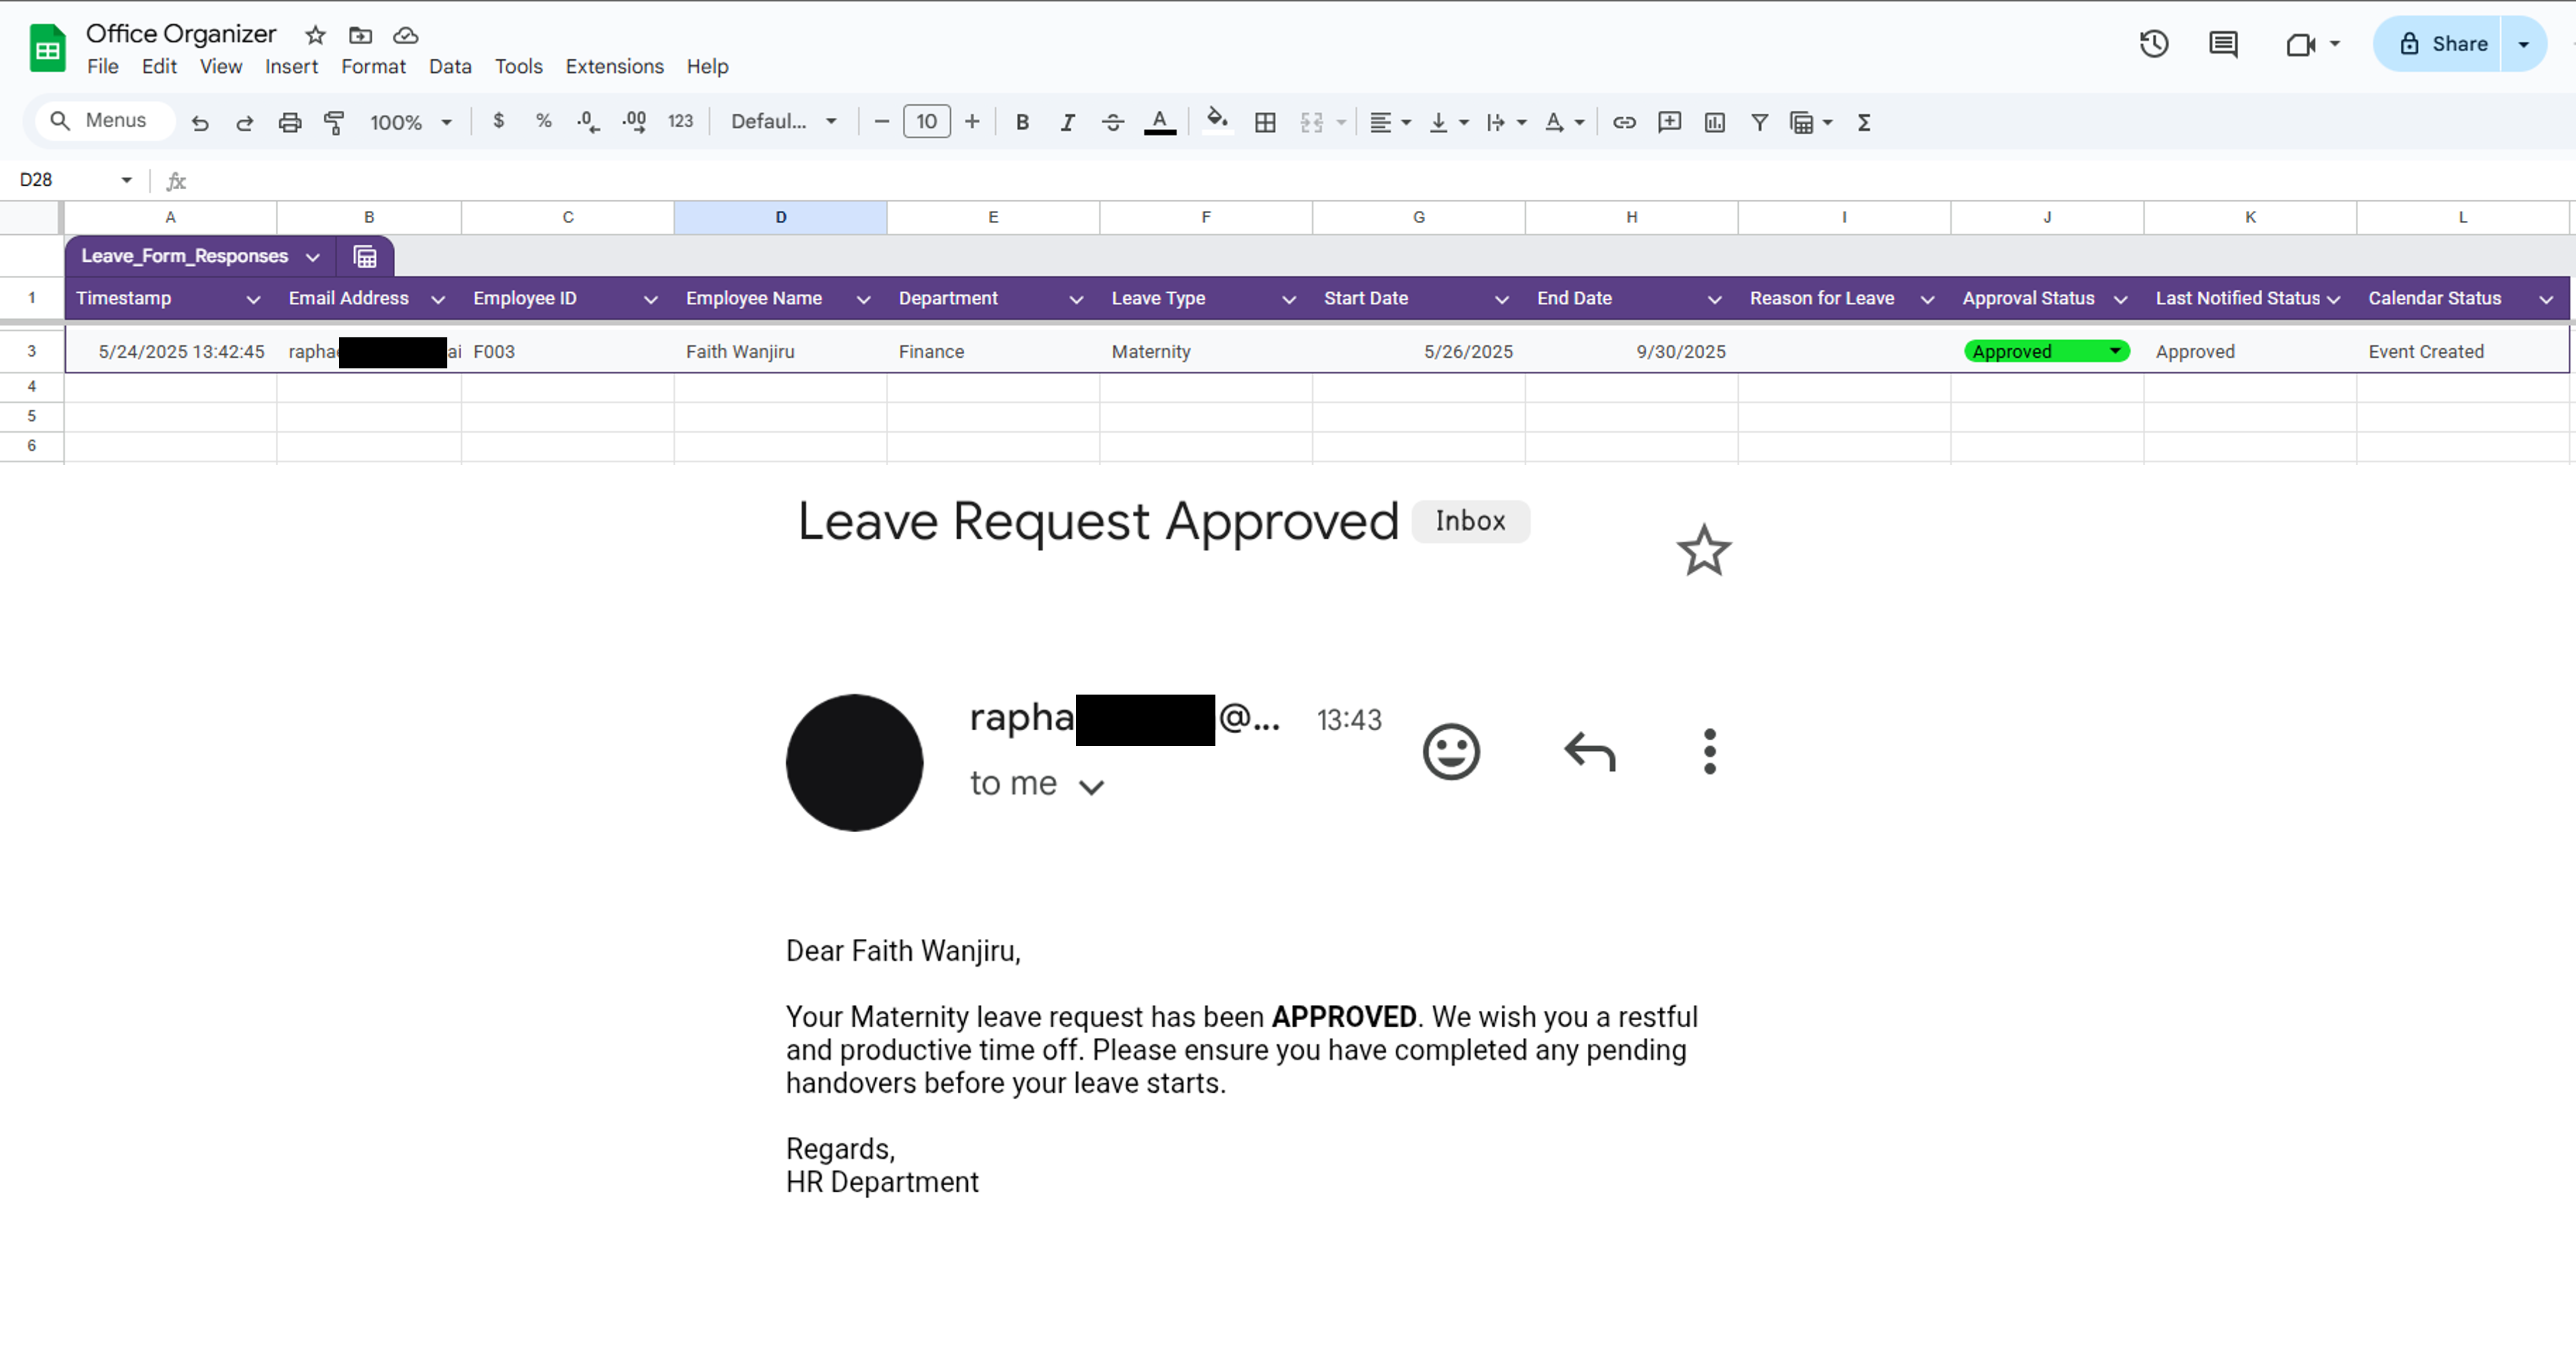 Office Organizer
File Edit View Insert Format Data Tools Extensions Help
Share
Menus 100% $ % .0 .00 123 Defaul... 10 B I A A Σ
D28 fx
A B C D E F G H I J K L
Leave_Form_Responses
1 Timestamp Email Address Employee ID Employee Name Department Leave Type Start Date End Date Reason for Leave Approval Status Last Notified Status Calendar Status
3 5/24/2025 13:42:45 rapha ai F003 Faith Wanjiru Finance Maternity 5/26/2025 9/30/2025 Approved Approved Event Created
4
5
6
Leave Request Approved Inbox
rapha @... 13:43
to me
Dear Faith Wanjiru,
Your Maternity leave request has been APPROVED. We wish you a restful
and productive time off. Please ensure you have completed any pending
handovers before your leave starts.
Regards,
HR Department